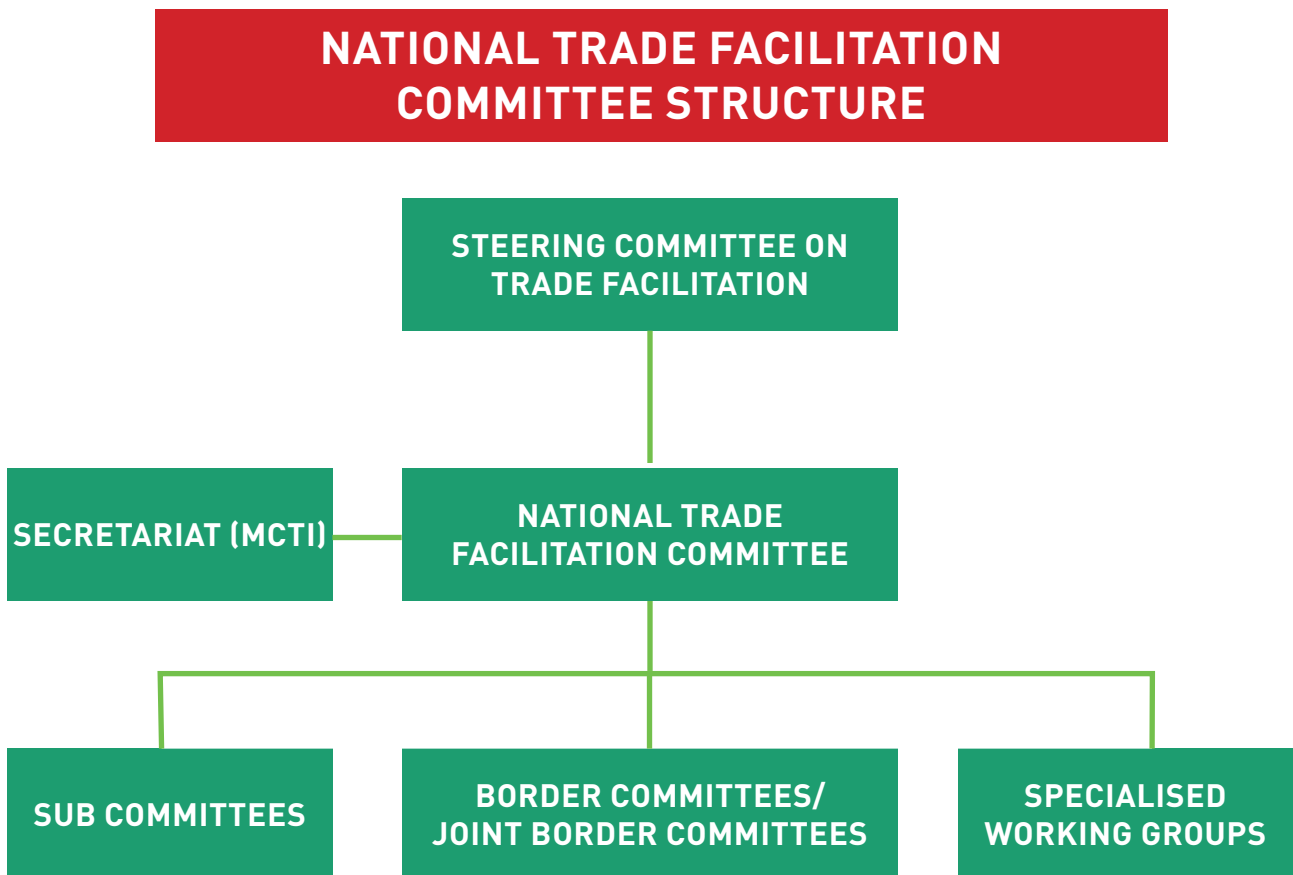 NATIONAL TRADE FACILITATION
COMMITTEE STRUCTURE
STEERING COMMITTEE ON
TRADE FACILITATION
SECRETARIAT (MCTI)
NATIONAL TRADE
FACILITATION COMMITTEE
SUB COMMITTEES
BORDER COMMITTEES/
JOINT BORDER COMMITTEES
SPECIALISED
WORKING GROUPS